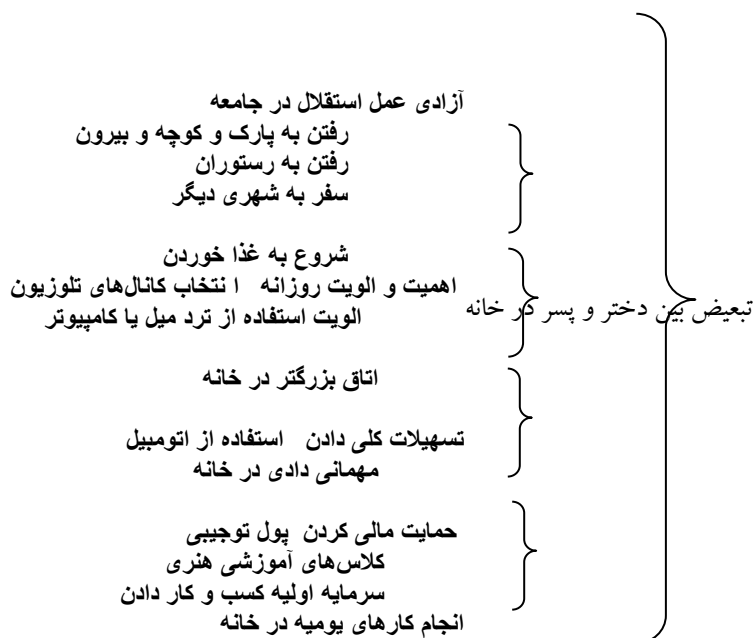 آزادی عمل استقلال در جامعه
رفتن به پارک و کوچه و بیرون
رفتن به رستوران
سفر به شهری دیگر
شروع به غذا خوردن
اهمیت و الویت روزانه ا نتخاب کانال‌های تلوزیون
الویت استفاده از ترد میل یا کامپیوتر
تبعیض بین دختر و پسر در خانه
اتاق بزرگتر در خانه
تسهیلات کلی دادن استفاده از اتومبیل
مهمانی دادی در خانه
حمایت مالی کردن پول توجیبی
کلاس‌های آموزشی هنری
سرمایه اولیه کسب و کار دادن
انجام کارهای یومیه در خانه